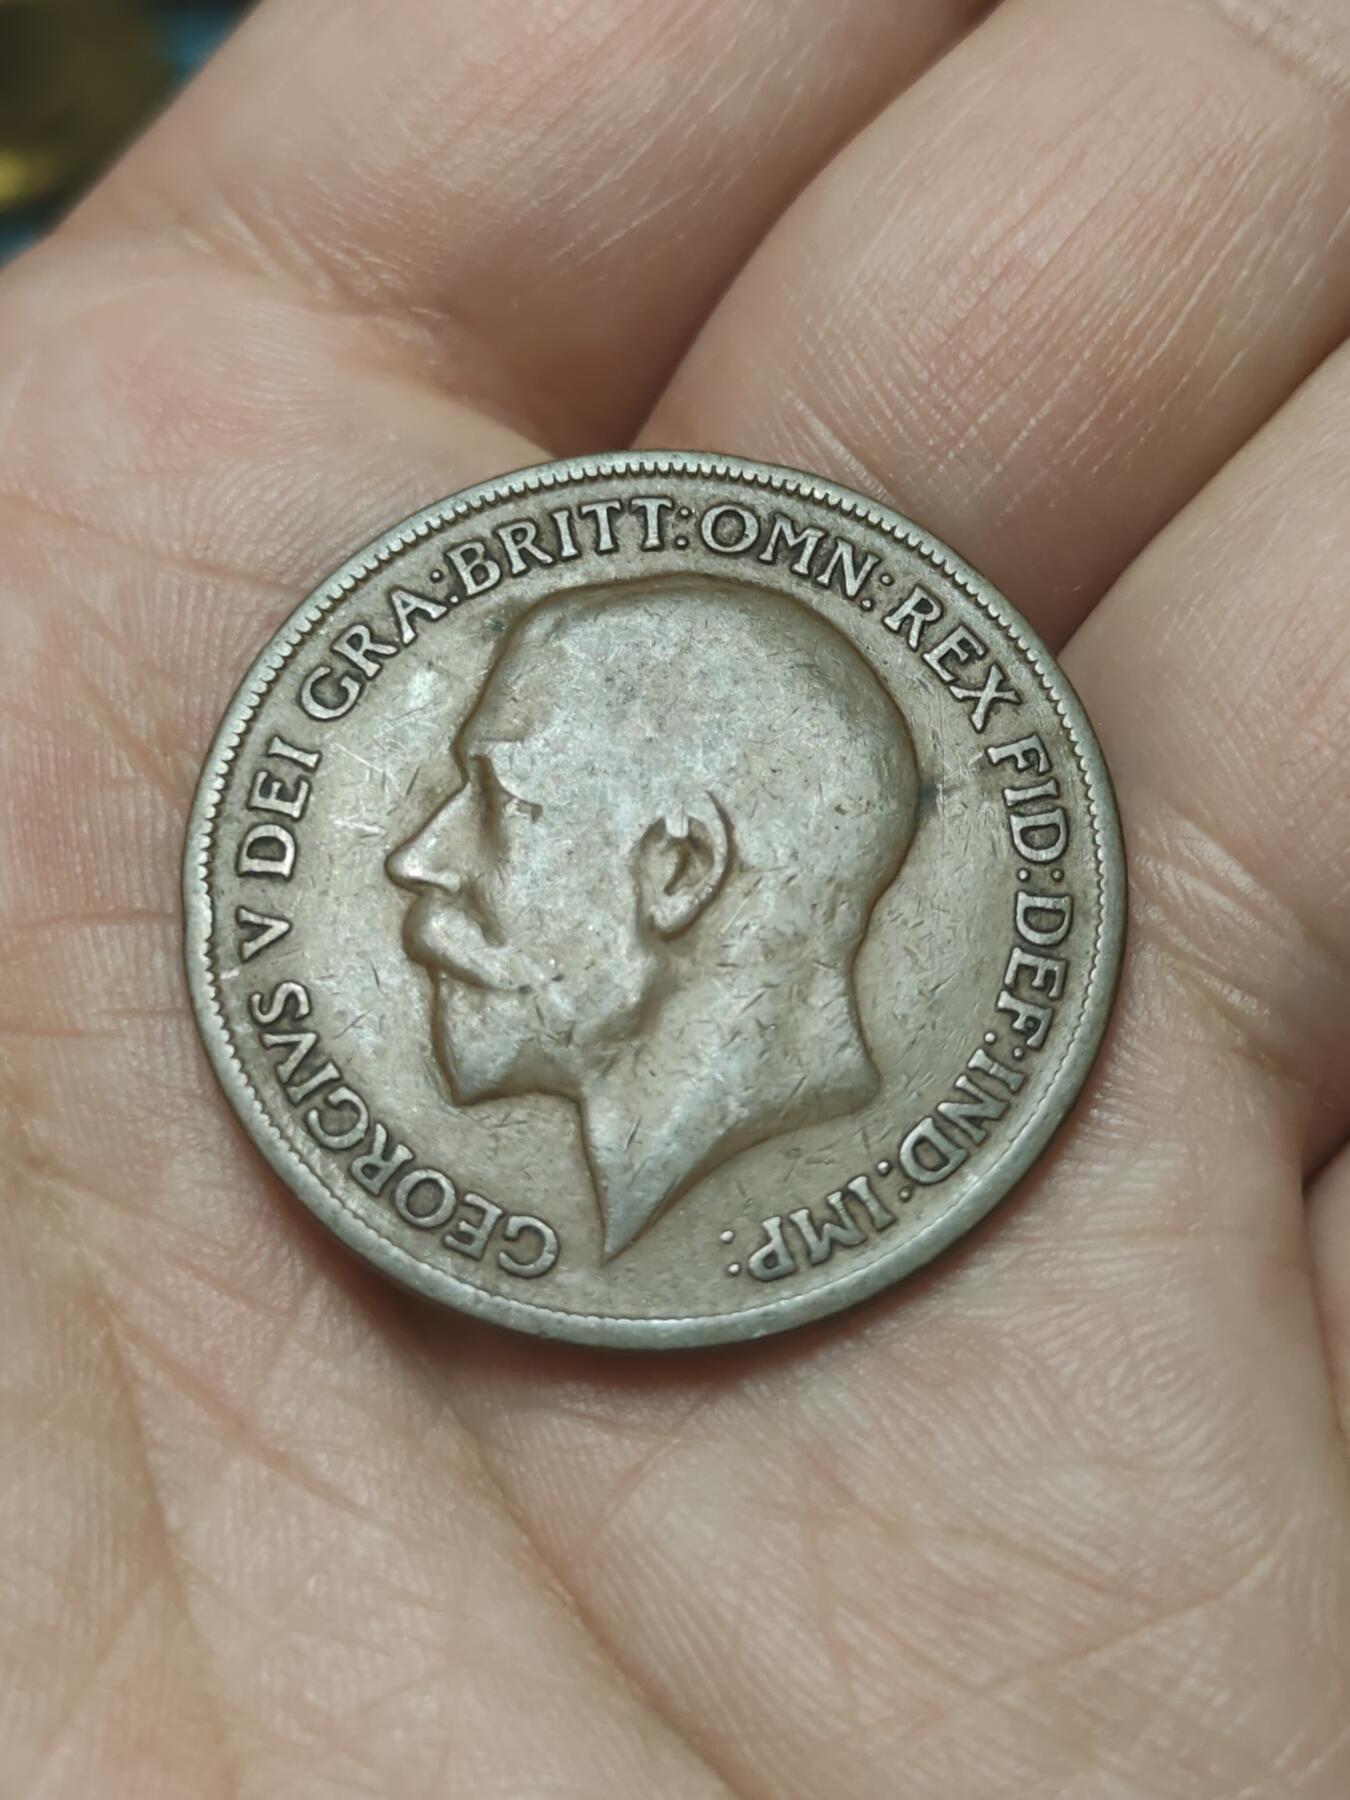 GEORGIVS V DEI GRA:BRITT:OMN:REX FID:DEF:IND:IMP: